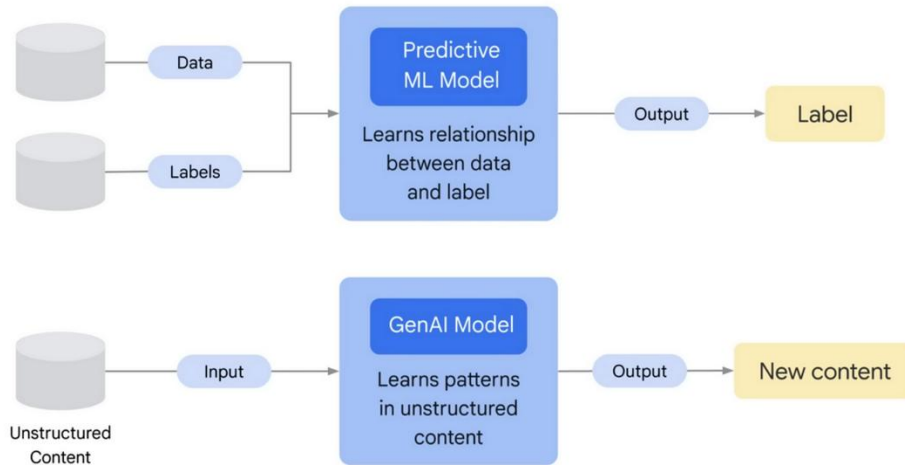 Data
Labels
Predictive
ML Model
Learns relationship
between data
and label
Output
Label
Unstructured
Content
Input
GenAI Model
Learns patterns
in unstructured
content
Output
New content